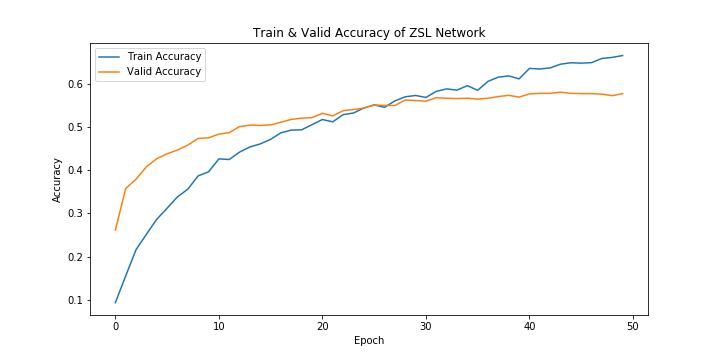 Train & Valid Accuracy of ZSL Network
Train Accuracy
Valid Accuracy
0.6
0.5
0.4
0.3
0.2
0.1
Accuracy
0 10 20 30 40 50
Epoch